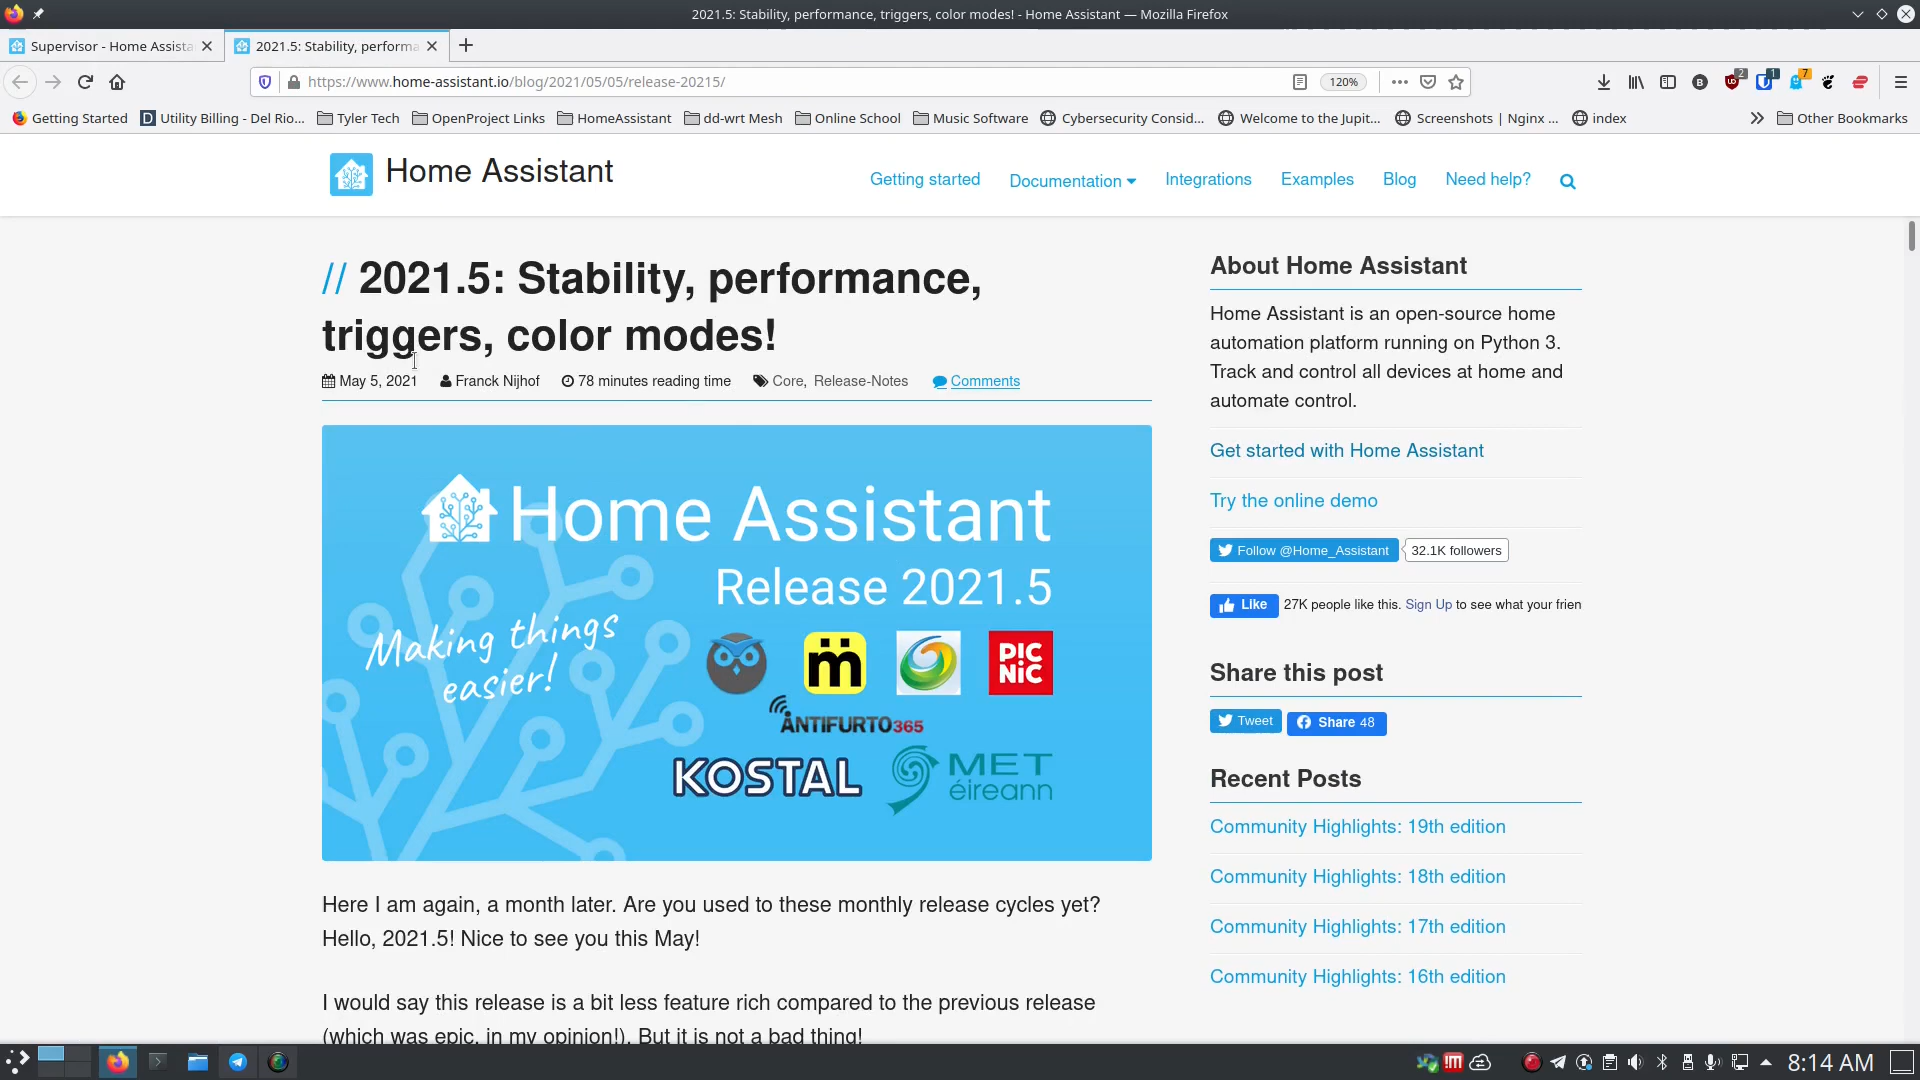 2021.5: Stability, performance, triggers, color modes! - Home Assistant — Mozilla Firefox
Supervisor - Home Assista
2021.5: Stability, performa
https://www.home-assistant.io/blog/2021/05/05/release-20215/
120%
2
1
7
Getting Started
Utility Billing - Del Rio...
Tyler Tech
OpenProject Links
HomeAssistant
dd-wrt Mesh
Online School
Music Software
Cybersecurity Consid...
Welcome to the Jupit...
Screenshots | Nginx ...
index
Other Bookmarks
Home Assistant
Getting started
Documentation
Integrations
Examples
Blog
Need help?
// 2021.5: Stability, performance,
triggers, color modes!
May 5, 2021
Franck Nijhof
78 minutes reading time
Core, Release-Notes
Comments
Home Assistant
Release 2021.5
Making things
easier!
m
PIC
NIC
ANTIFURTO365
KOSTAL
MET
éireann
Here I am again, a month later. Are you used to these monthly release cycles yet?
Hello, 2021.5! Nice to see you this May!
I would say this release is a bit less feature rich compared to the previous release
(which was epic, in my opinion!). But it is not a bad thing!
About Home Assistant
Home Assistant is an open-source home
automation platform running on Python 3.
Track and control all devices at home and
automate control.
Get started with Home Assistant
Try the online demo
Follow @Home_Assistant
32.1K followers
Like
27K people like this. Sign Up to see what your frien
Share this post
Tweet
Share 48
Recent Posts
Community Highlights: 19th edition
Community Highlights: 18th edition
Community Highlights: 17th edition
Community Highlights: 16th edition
8:14 AM